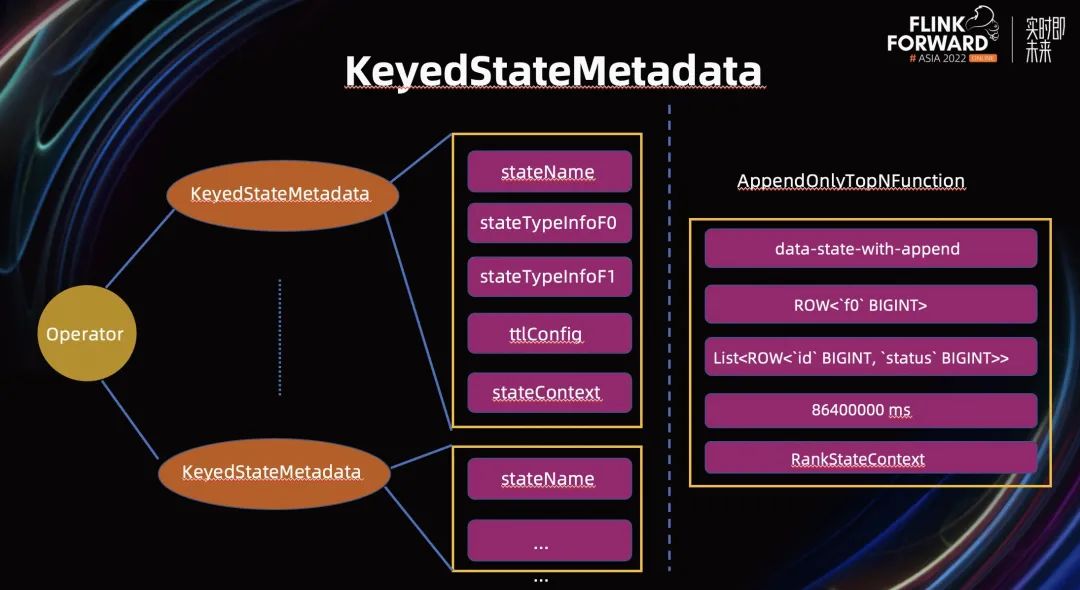 FLINK
FORWARD
# ASIA 2022 ONLINE
实时即
未来
KeyedStateMetadata
Operator
KeyedStateMetadata
KeyedStateMetadata
stateName
stateTypeInfoF0
stateTypeInfoF1
ttlConfig
stateContext
stateName
...
...
AppendOnlyTopNFunction
data-state-with-append
ROW<`f0` BIGINT>
List<ROW<`id` BIGINT, `status` BIGINT>>
86400000 ms
RankStateContext